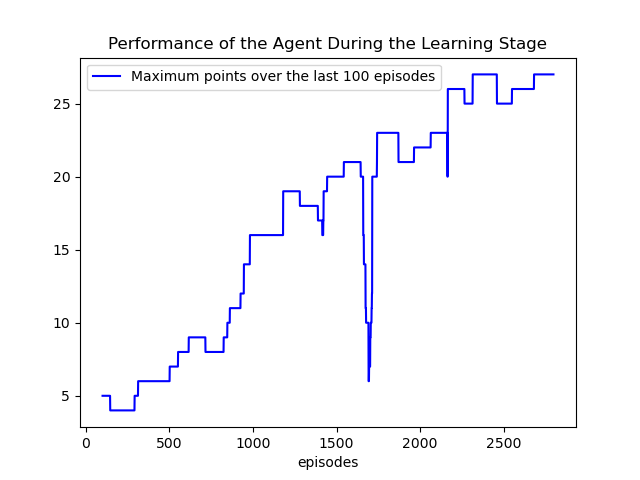 Performance of the Agent During the Learning Stage
Maximum points over the last 100 episodes
25
20
15
10
5
0 500 1000 1500 2000 2500
episodes